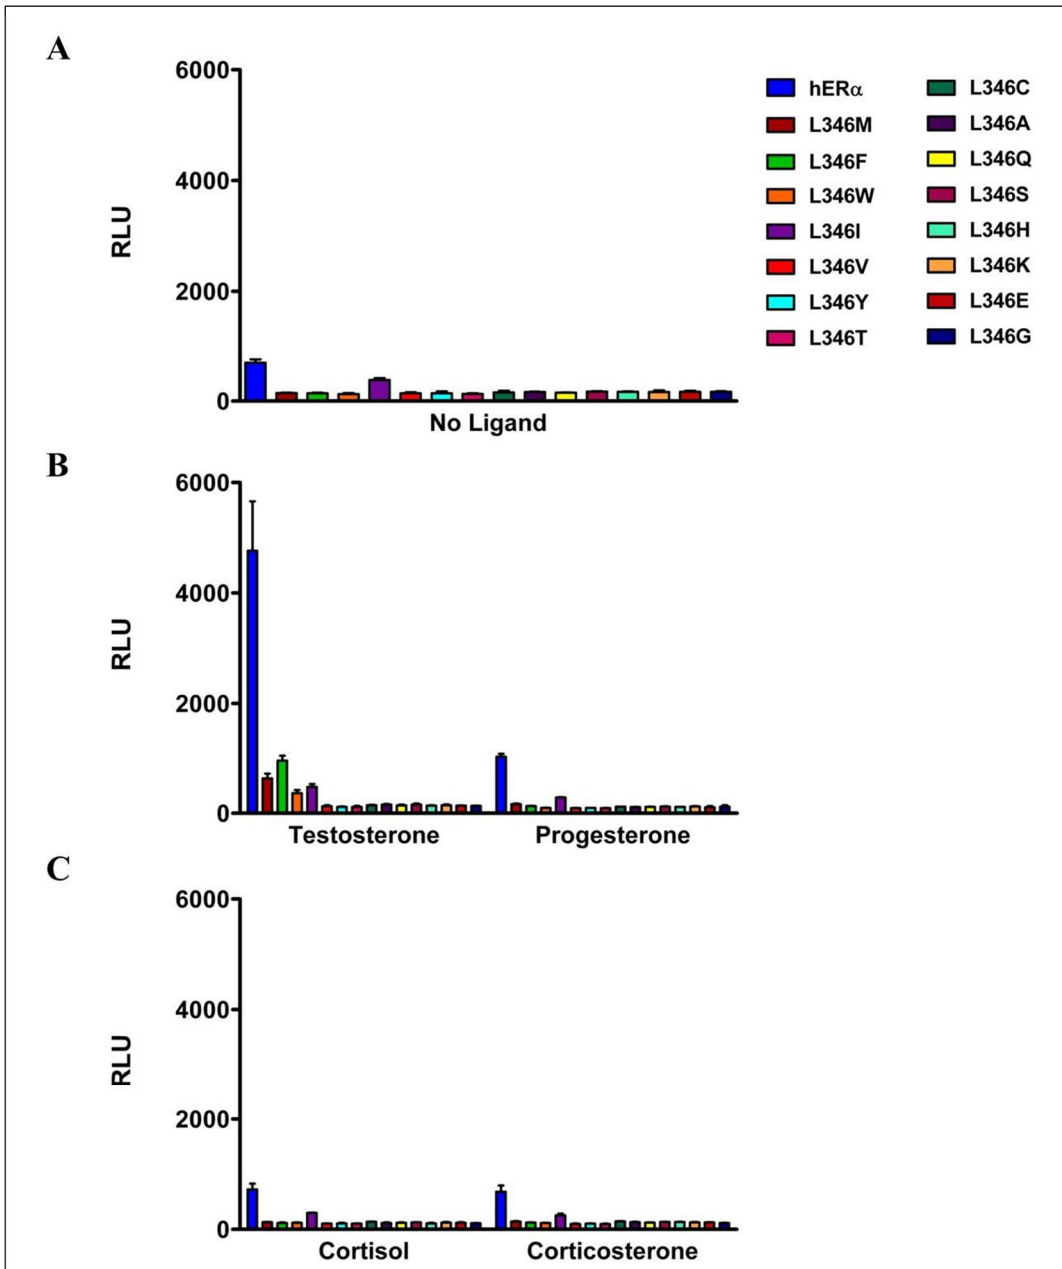 A
6000
4000
2000
0
RLU
No Ligand
hERα
L346M
L346F
L346W
L346I
L346V
L346Y
L346T
L346C
L346A
L346Q
L346S
L346H
L346K
L346E
L346G
B
6000
4000
2000
0
RLU
Testosterone Progesterone
C
6000
4000
2000
0
RLU
Cortisol Corticosterone